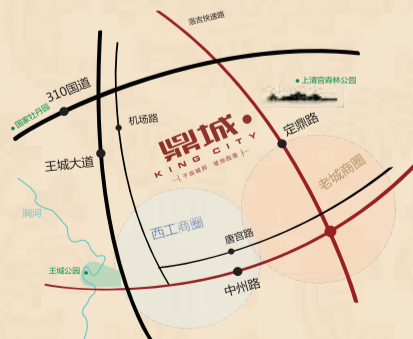 洛吉快速路
上清宫森林公园
310国道
国家牡丹园
机场路
鼎城
KING CITY
定鼎路
王城大道
老城商圈
涧河
西工商圈
唐宫路
王城公园
中州路